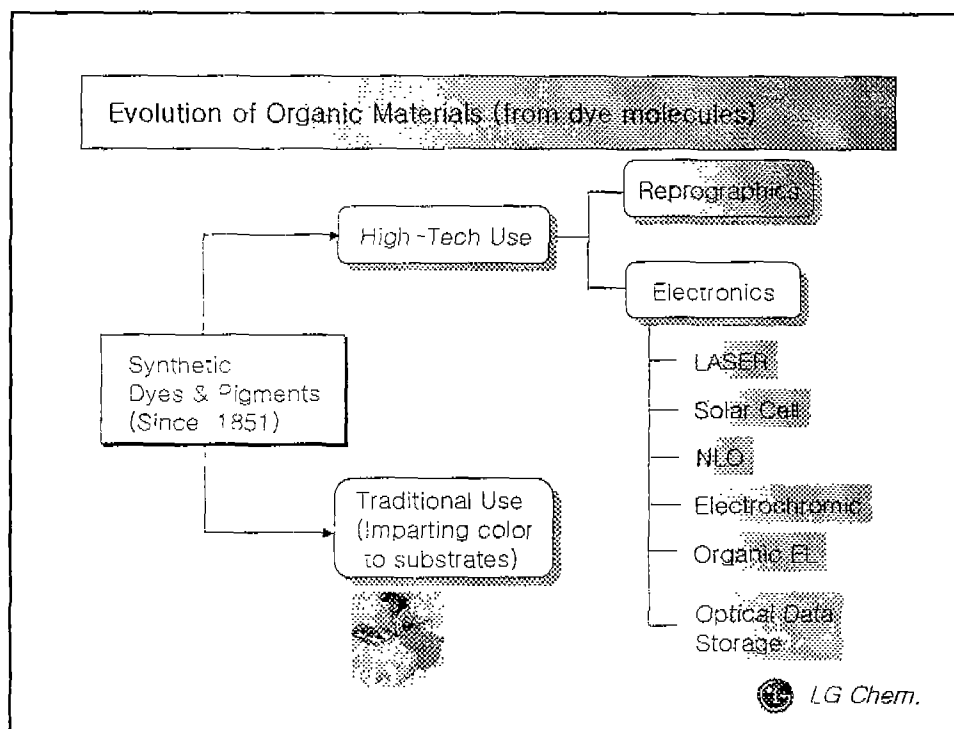 Evolution of Organic Materials (from dye molecules)
Reprographics
High-Tech Use
Electronics
Synthetic
Dyes & Pigments
(Since 1851)
LASER
Solar Cell
NLO
Electrochromic
Organic EL
Optical Data
Storage
Traditional Use
(Imparting color
to substrates)
LG Chem.